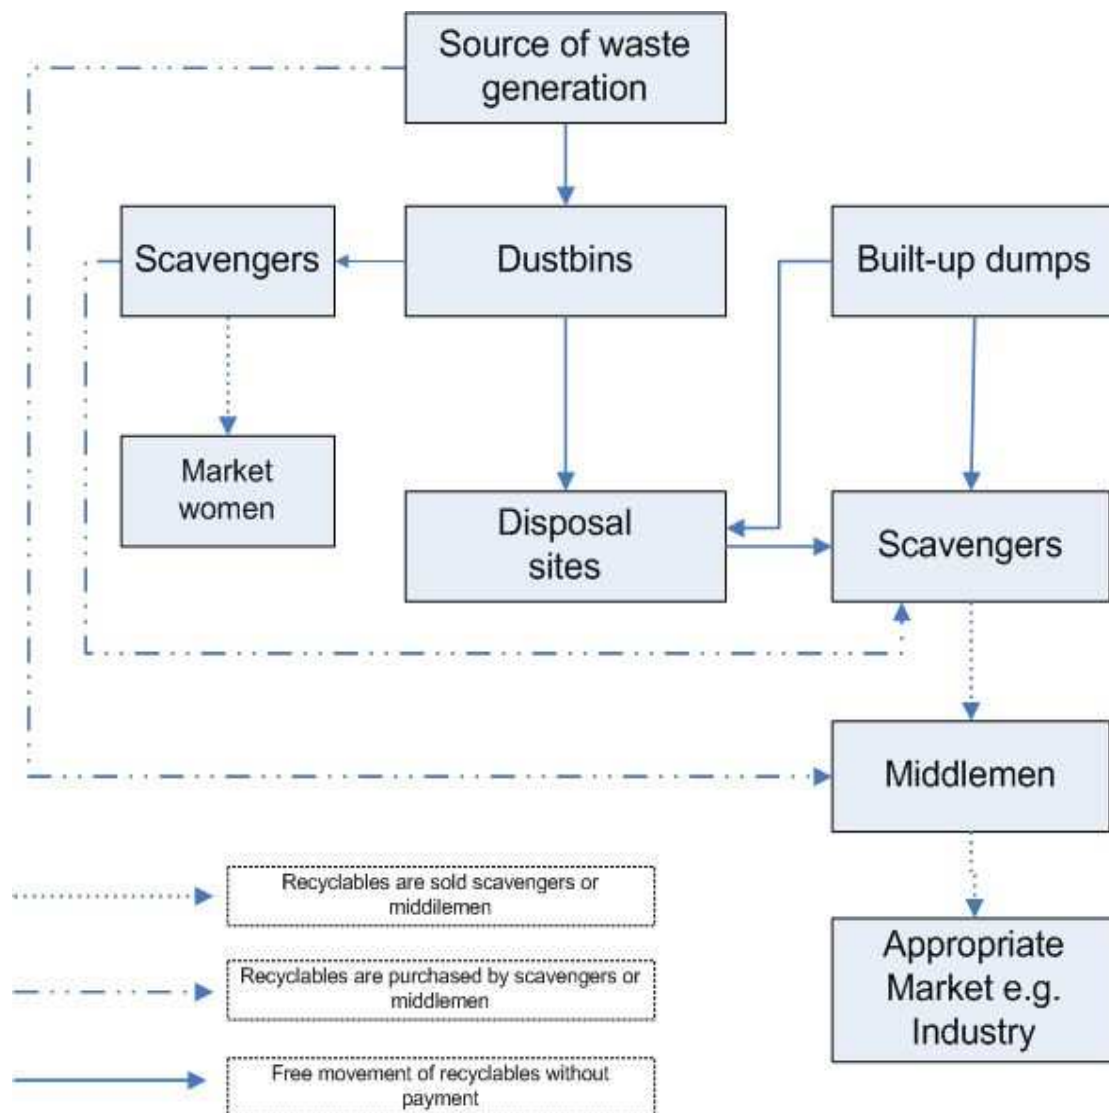 Source of waste
generation
Scavengers
Dustbins
Built-up dumps
Market
women
Disposal
sites
Scavengers
Middlemen
Recyclables are sold scavengers or
middilemen
Recyclables are purchased by scavengers or
middlemen
Free movement of recyclables without
payment
Appropriate
Market e.g.
Industry